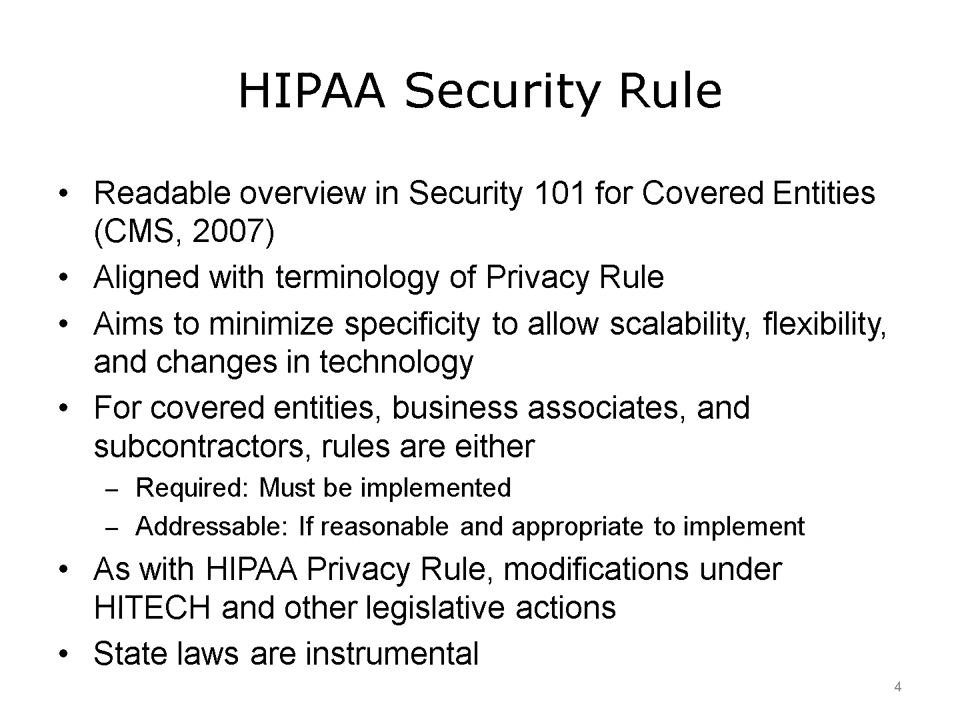 HIPAA Security Rule
• Readable overview in Security 101 for Covered Entities
(CMS, 2007)
• Aligned with terminology of Privacy Rule
• Aims to minimize specificity to allow scalability, flexibility,
and changes in technology
• For covered entities, business associates, and
subcontractors, rules are either
– Required: Must be implemented
– Addressable: If reasonable and appropriate to implement
• As with HIPAA Privacy Rule, modifications under
HITECH and other legislative actions
• State laws are instrumental
4